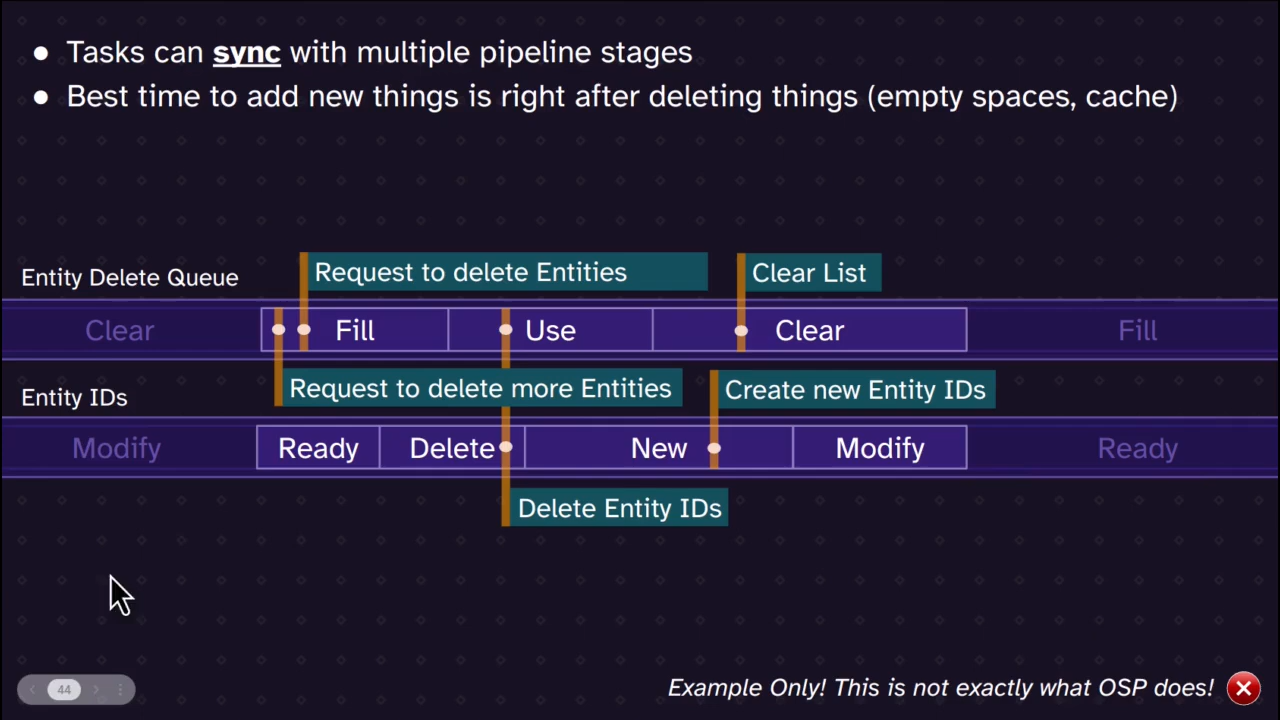 Tasks can sync with multiple pipeline stages
Best time to add new things is right after deleting things (empty spaces, cache)
Entity Delete Queue
Request to delete Entities
Clear List
Clear
Fill
Use
Clear
Fill
Entity IDs
Request to delete more Entities
Create new Entity IDs
Modify
Ready
Delete
New
Modify
Ready
Delete Entity IDs
44
Example Only! This is not exactly what OSP does!